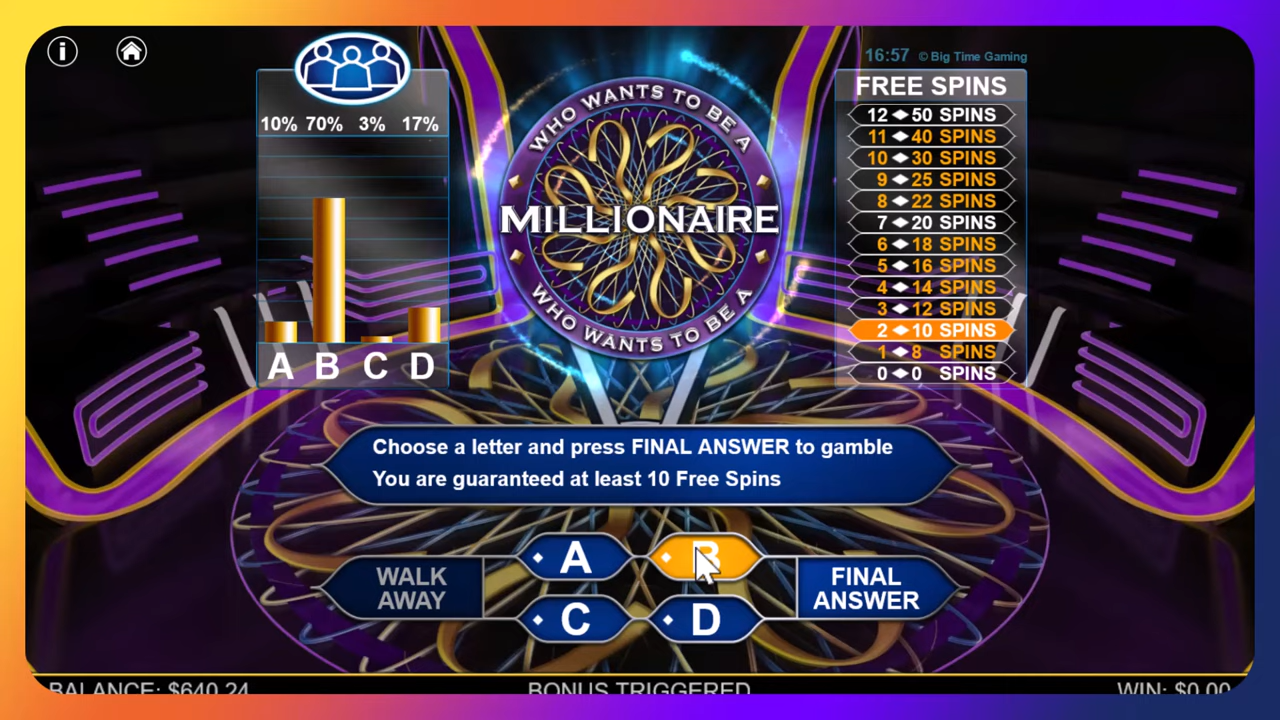 i
16:57 © Big Time Gaming
10% 70% 3% 17%
A B C D
WHO WANTS TO BE A
MILLIONAIRE
WHO WANTS TO BE A
FREE SPINS
12 50 SPINS
11 40 SPINS
10 30 SPINS
9 25 SPINS
8 22 SPINS
7 20 SPINS
6 18 SPINS
5 16 SPINS
4 14 SPINS
3 12 SPINS
2 10 SPINS
1 8 SPINS
0 0 SPINS
Choose a letter and press FINAL ANSWER to gamble
You are guaranteed at least 10 Free Spins
WALK
AWAY
A
B
C
D
FINAL
ANSWER
BALANCE: $640.24
BONUS TRIGGERED
WIN: $0.00